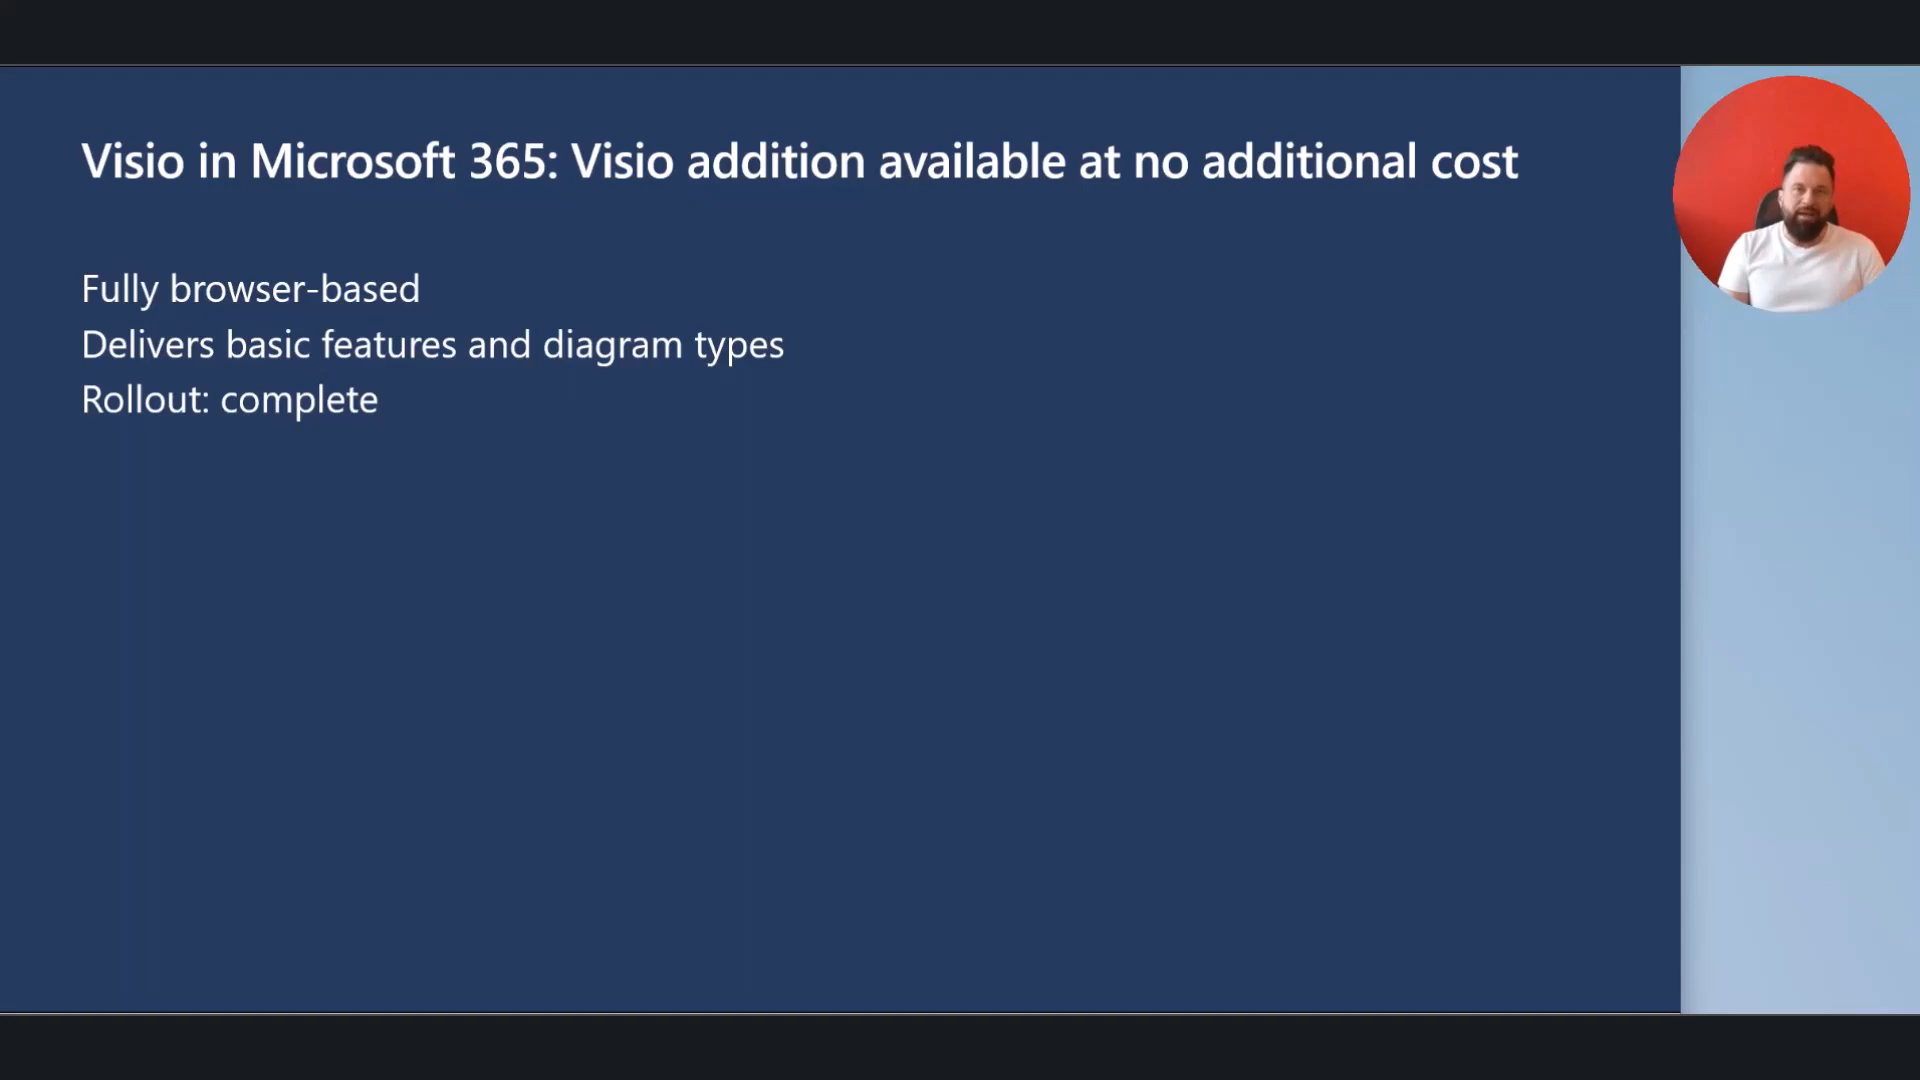 Visio in Microsoft 365: Visio addition available at no additional cost
Fully browser-based
Delivers basic features and diagram types
Rollout: complete